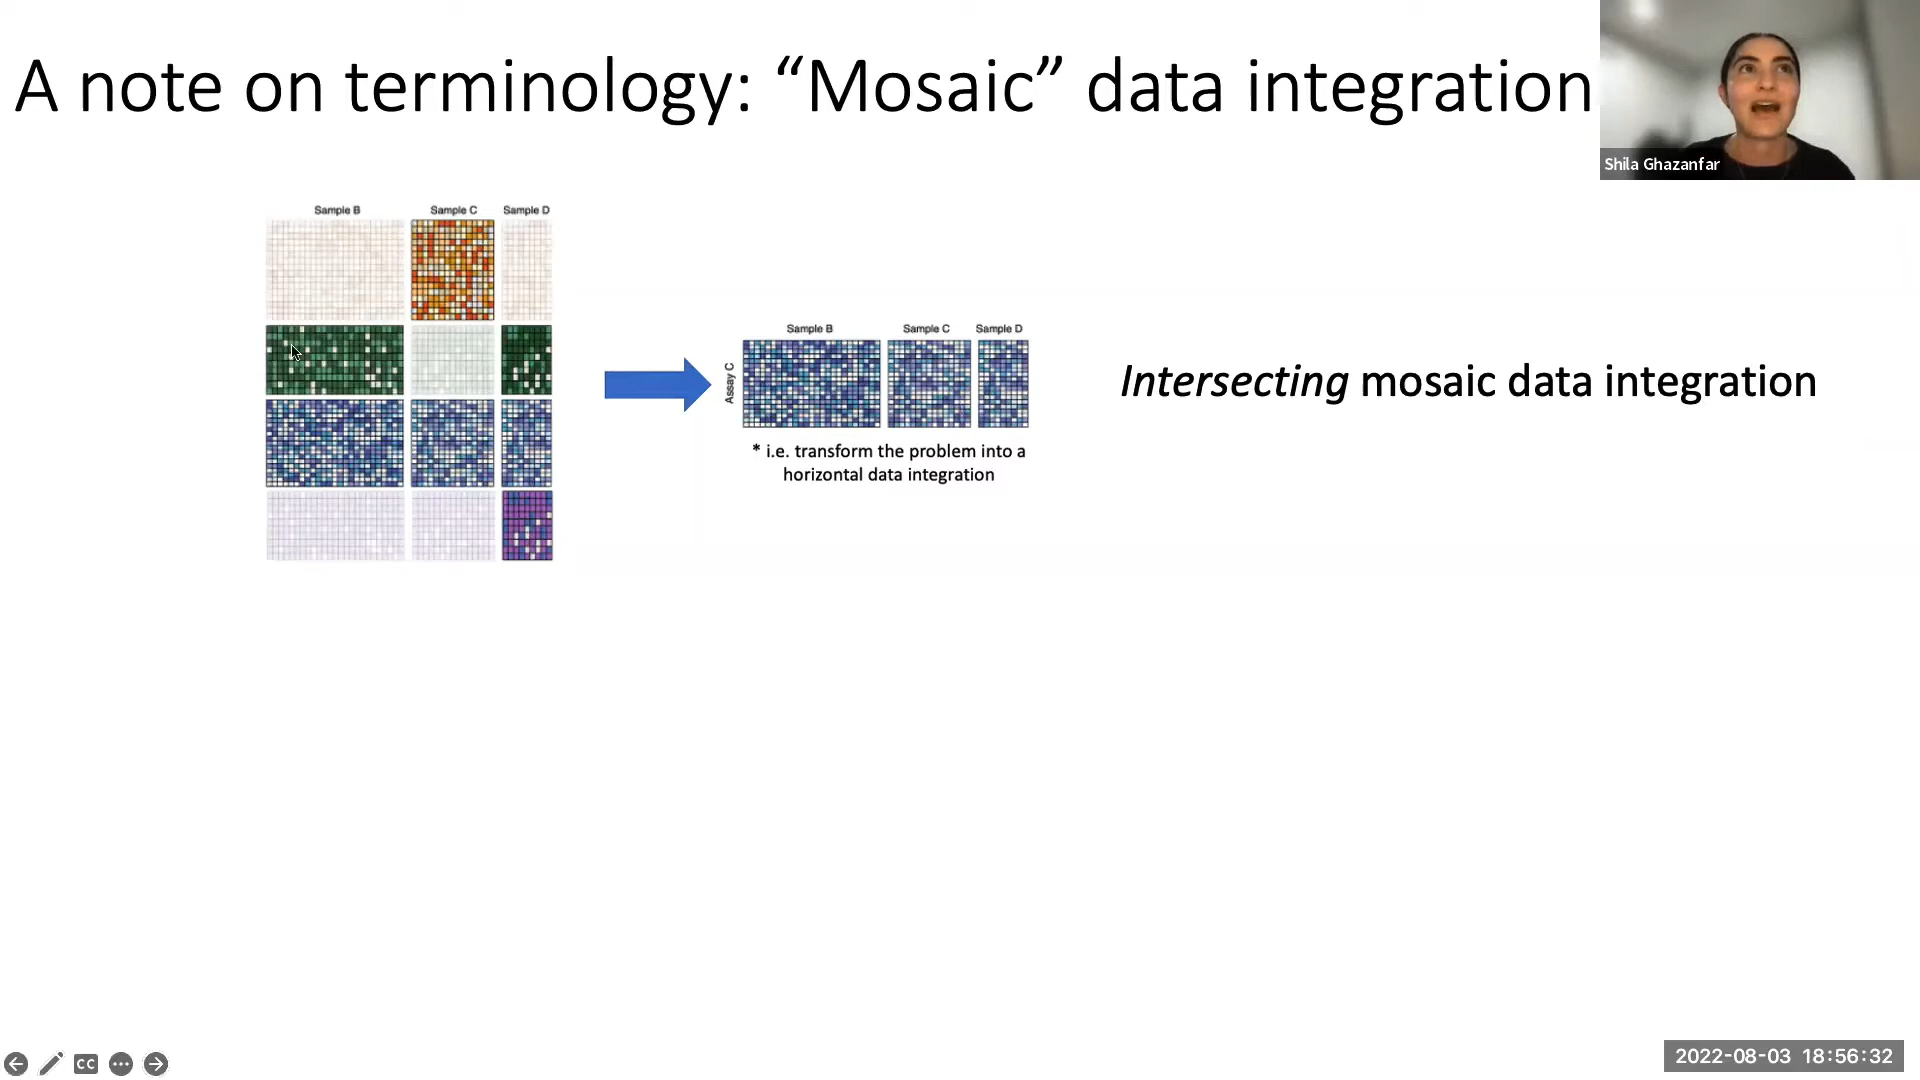 A note on terminology: “Mosaic” data integration
Shila Ghazanfar
Sample B Sample C Sample D
Sample B Sample C Sample D
Assay C
Intersecting mosaic data integration
* i.e. transform the problem into a
horizontal data integration
CC
2022-08-03 18:56:32